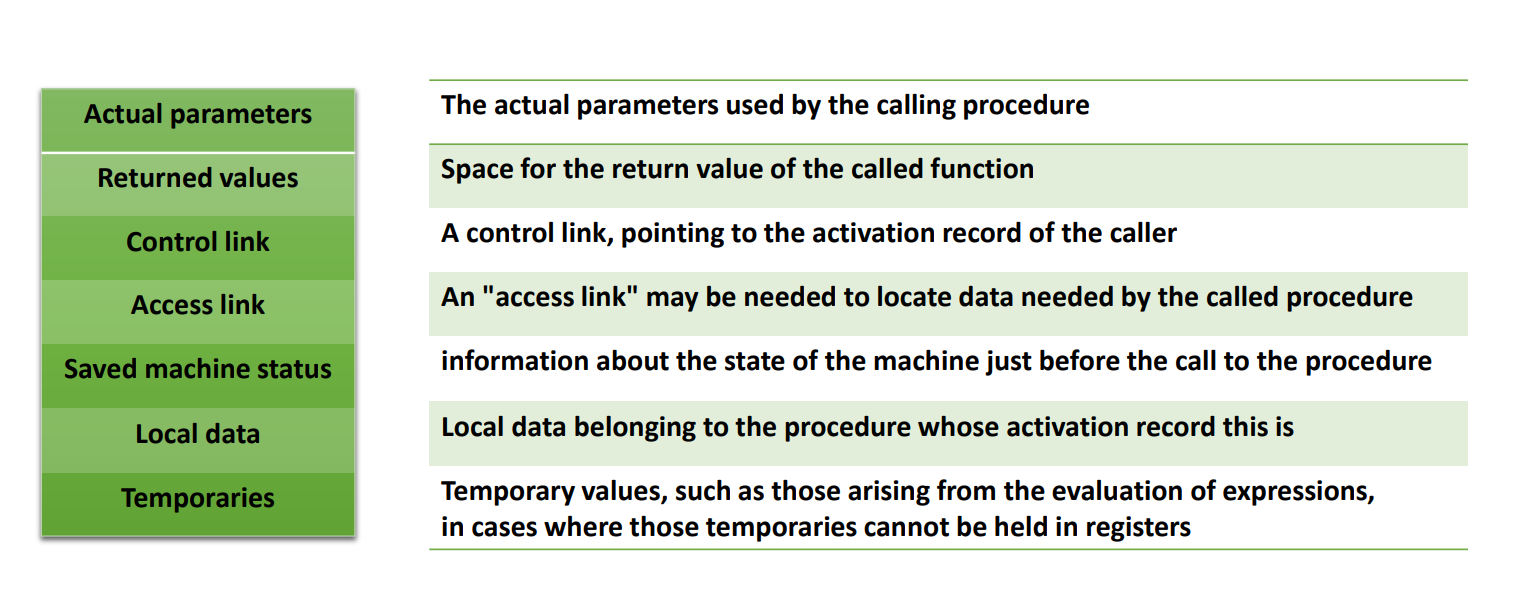 Actual parameters
The actual parameters used by the calling procedure
Returned values
Space for the return value of the called function
Control link
A control link, pointing to the activation record of the caller
Access link
An "access link" may be needed to locate data needed by the called procedure
Saved machine status
information about the state of the machine just before the call to the procedure
Local data
Local data belonging to the procedure whose activation record this is
Temporaries
Temporary values, such as those arising from the evaluation of expressions,
in cases where those temporaries cannot be held in registers